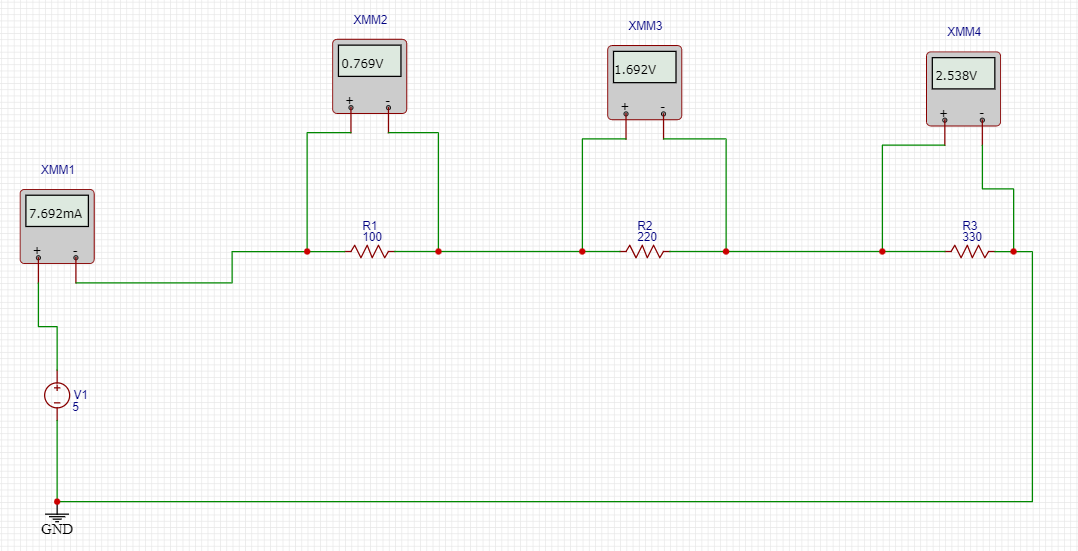 XMM2
0.769V
+ -
XMM3
1.692V
+ -
XMM4
2.538V
+ -
XMM1
7.692mA
+ -
R1
100
R2
220
R3
330
+
V1
5
-
GND